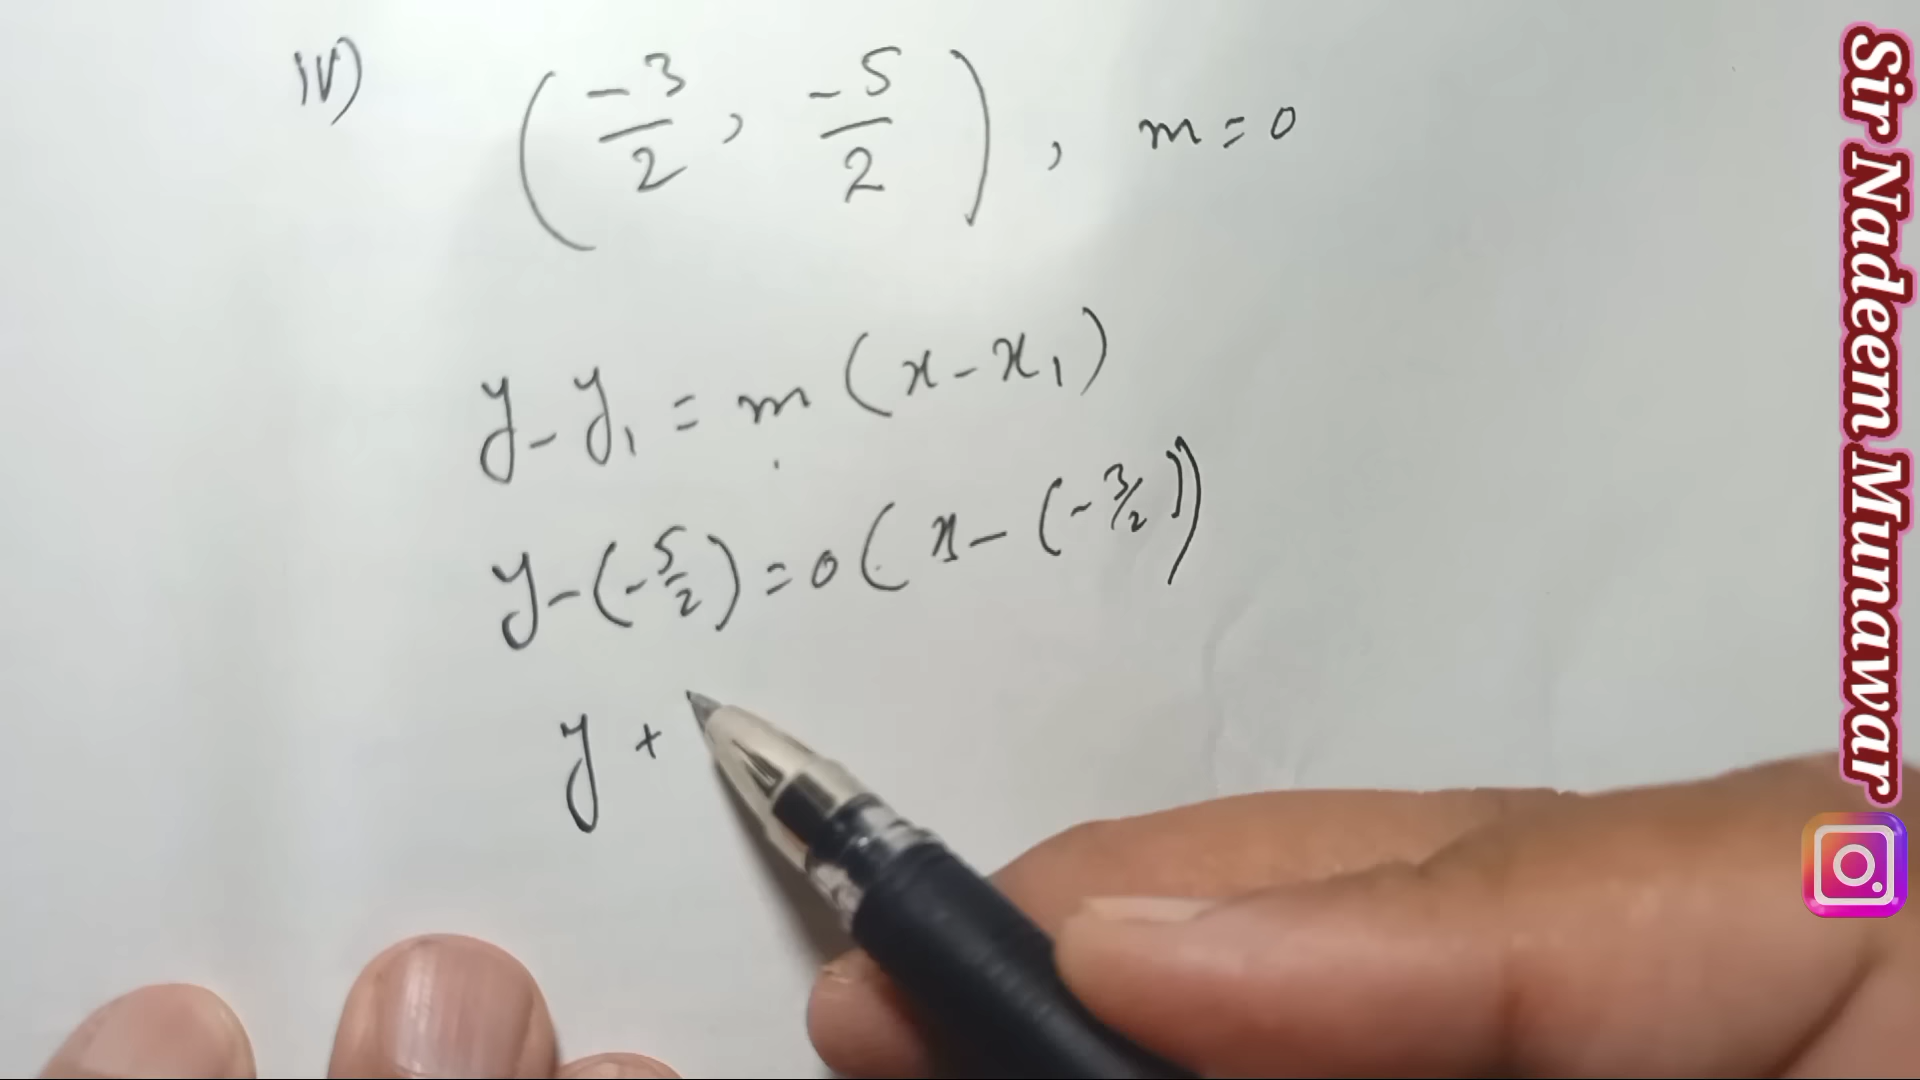 iv) (-3/2, -5/2), m = 0
y - y₁ = m (x - x₁)
y - (-5/2) = 0 (x - (-3/2))
y +
Sir Nadeem Munawar